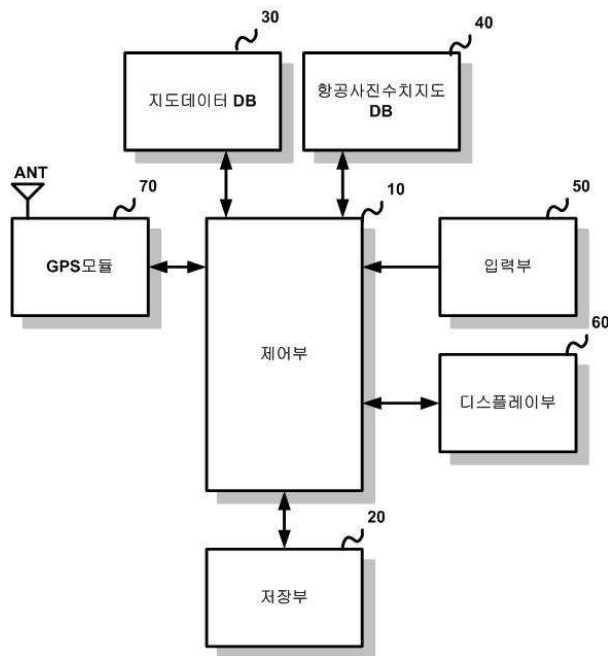 30
40
지도데이터 DB
항공사진수치지도
DB
ANT
70
10
50
GPS모듈
입력부
제어부
60
디스플레이부
20
저장부